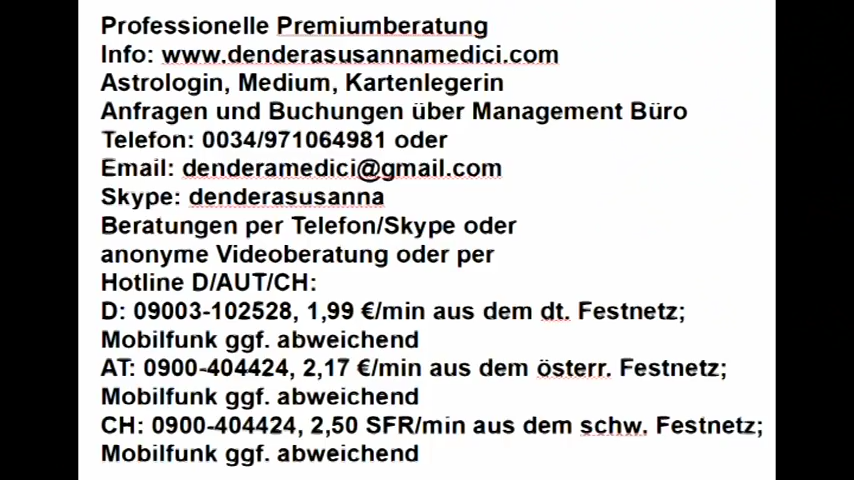 Professionelle Premiumberatung
Info: www.denderasusannamedici.com
Astrologin, Medium, Kartenlegerin
Anfragen und Buchungen über Management Büro
Telefon: 0034/971064981 oder
Email: denderamedici@gmail.com
Skype: denderasusanna
Beratungen per Telefon/Skype oder
anonyme Videoberatung oder per
Hotline D/AUT/CH:
D: 09003-102528, 1,99 €/min aus dem dt. Festnetz;
Mobilfunk ggf. abweichend
AT: 0900-404424, 2,17 €/min aus dem österr. Festnetz;
Mobilfunk ggf. abweichend
CH: 0900-404424, 2,50 SFR/min aus dem schw. Festnetz;
Mobilfunk ggf. abweichend